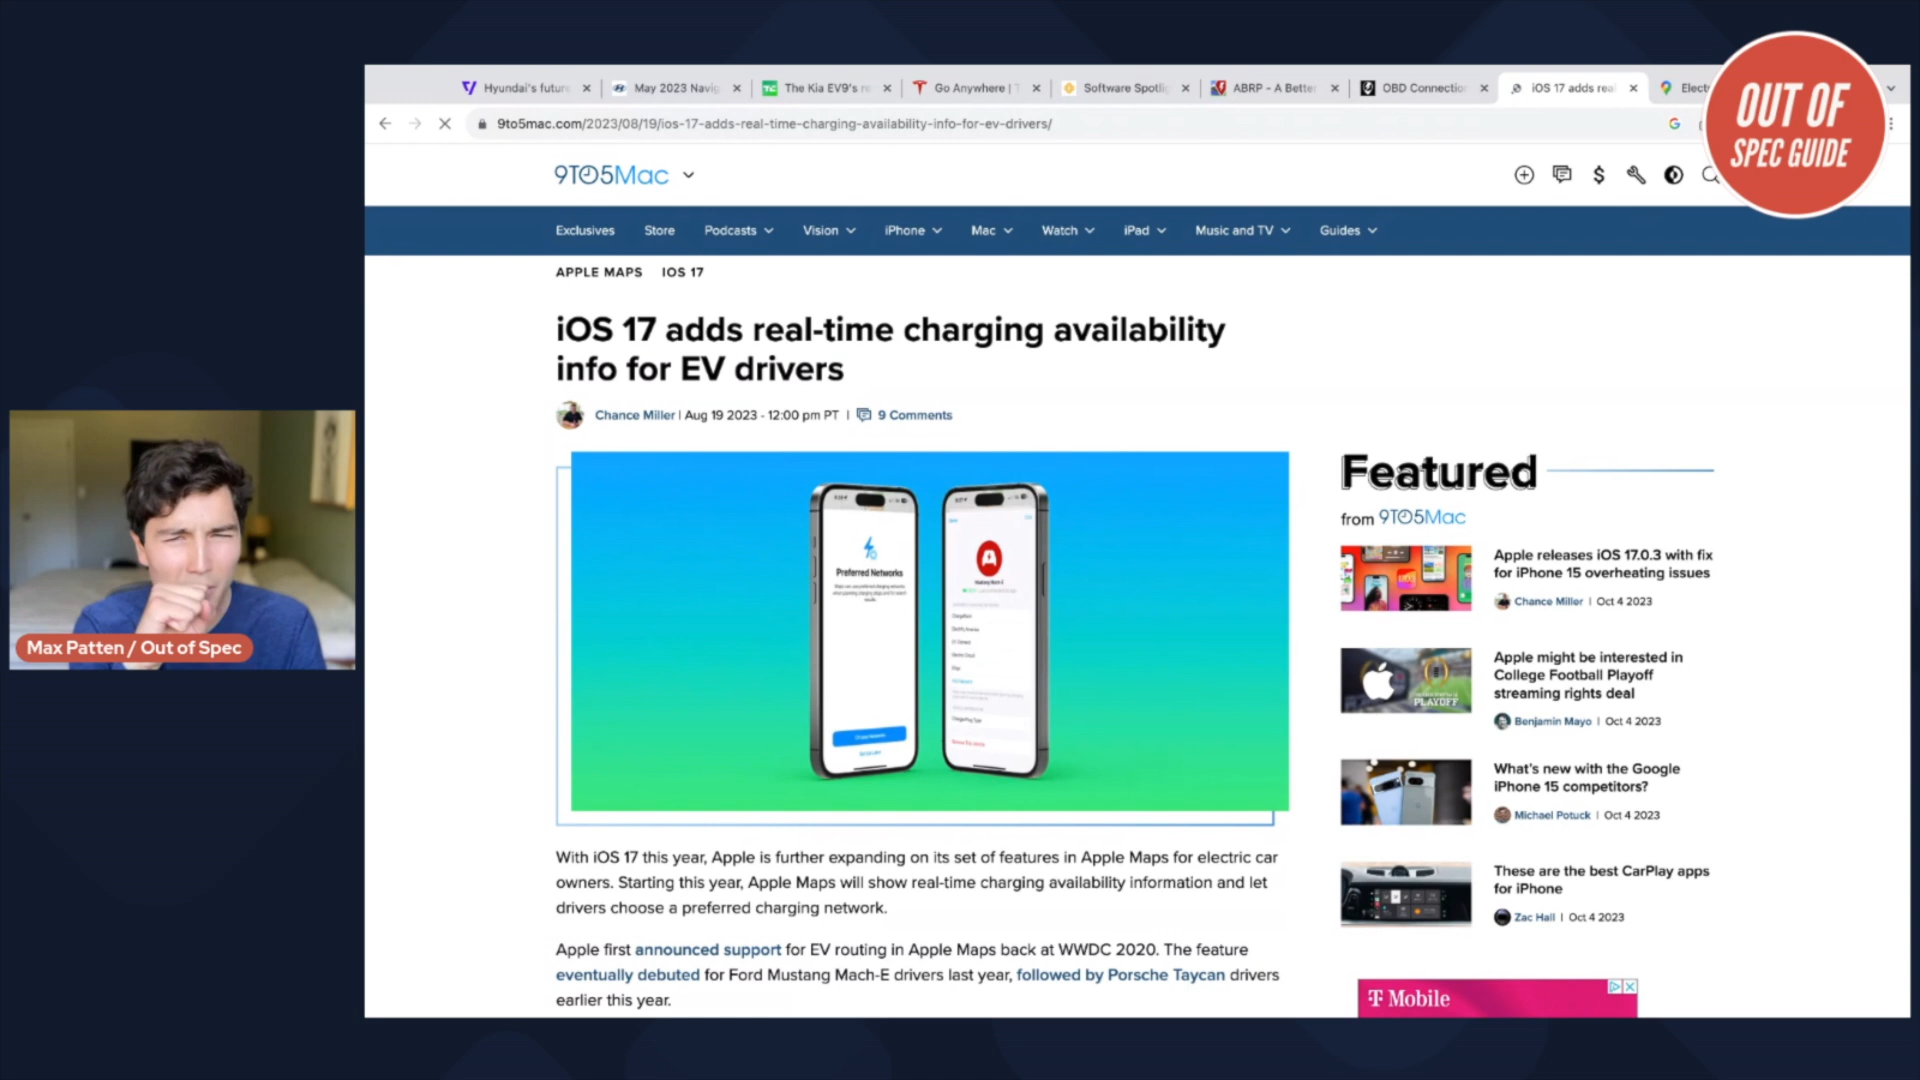 Hyundai's future
May 2023 Navig
The Kia EV9's re
Go Anywhere | T
Software Spotlig
ABRP - A Better
OBD Connection
iOS 17 adds real
Elect
9to5mac.com/2023/08/19/ios-17-adds-real-time-charging-availability-info-for-ev-drivers/
OUT OF
SPEC GUIDE
9TO5Mac
Exclusives Store Podcasts Vision iPhone Mac Watch iPad Music and TV Guides
APPLE MAPS IOS 17
iOS 17 adds real-time charging availability
info for EV drivers
Chance Miller | Aug 19 2023 - 12:00 pm PT | 9 Comments
Preferred Networks
With iOS 17 this year, Apple is further expanding on its set of features in Apple Maps for electric car
owners. Starting this year, Apple Maps will show real-time charging availability information and let
drivers choose a preferred charging network.
Apple first announced support for EV routing in Apple Maps back at WWDC 2020. The feature
eventually debuted for Ford Mustang Mach-E drivers last year, followed by Porsche Taycan drivers
earlier this year.
Featured
from 9TO5Mac
Apple releases iOS 17.0.3 with fix
for iPhone 15 overheating issues
Chance Miller | Oct 4 2023
Apple might be interested in
College Football Playoff
streaming rights deal
Benjamin Mayo | Oct 4 2023
PLAYOFF
What's new with the Google
iPhone 15 competitors?
Michael Potuck | Oct 4 2023
These are the best CarPlay apps
for iPhone
Zac Hall | Oct 4 2023
T Mobile
Max Patten / Out of Spec